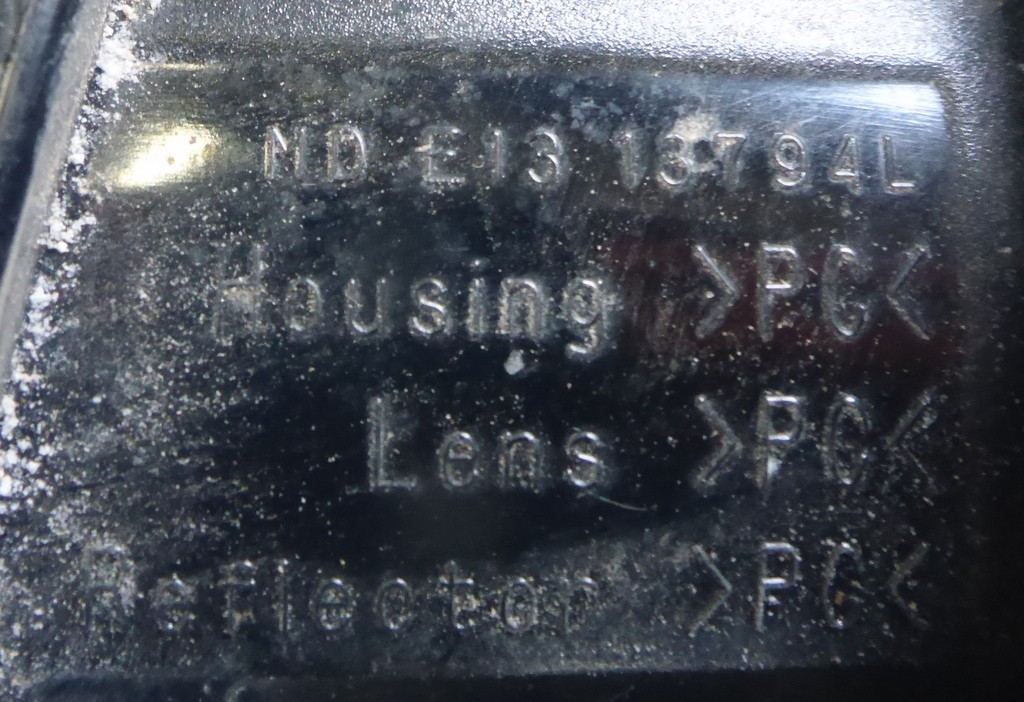 ND E13 13794L
Housing >PC<
Lens >PC<
Reflector >PC<